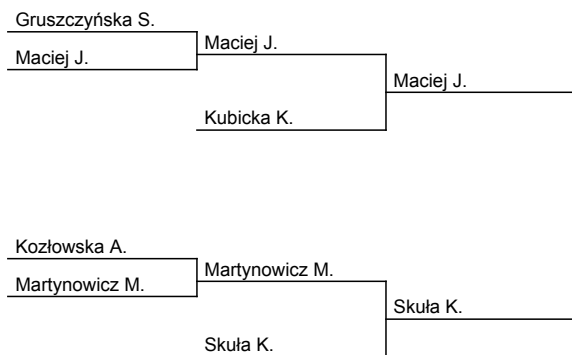 Gruszczyńska S.
Maciej J.
Maciej J.
Maciej J.
Kubicka K.
Kozłowska A.
Martynowicz M.
Martynowicz M.
Skuła K.
Skuła K.